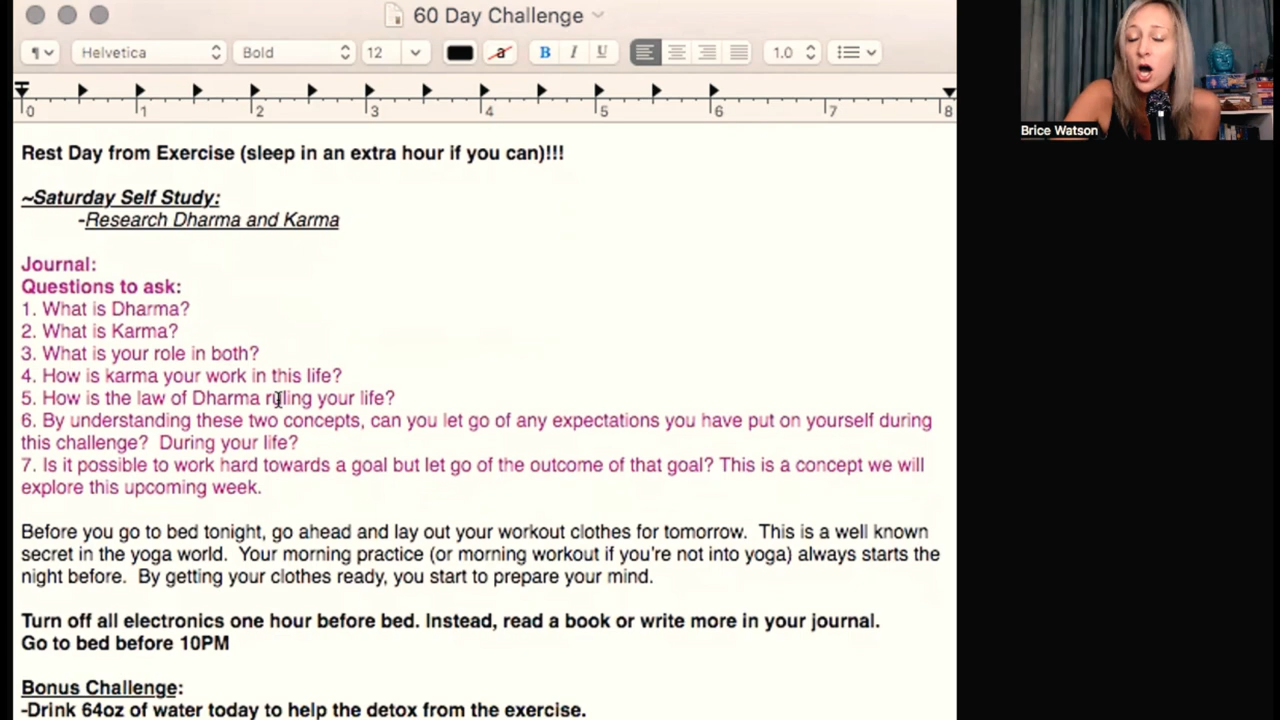 60 Day Challenge
¶ Helvetica Bold 12 a B I U 1.0
0 1 2 3 4 5 6 7 8
Rest Day from Exercise (sleep in an extra hour if you can)!!!
~Saturday Self Study:
-Research Dharma and Karma
Journal:
Questions to ask:
1. What is Dharma?
2. What is Karma?
3. What is your role in both?
4. How is karma your work in this life?
5. How is the law of Dharma ruling your life?
6. By understanding these two concepts, can you let go of any expectations you have put on yourself during
this challenge?  During your life?
7. Is it possible to work hard towards a goal but let go of the outcome of that goal? This is a concept we will
explore this upcoming week.
Before you go to bed tonight, go ahead and lay out your workout clothes for tomorrow.  This is a well known
secret in the yoga world.  Your morning practice (or morning workout if you're not into yoga) always starts the
night before.  By getting your clothes ready, you start to prepare your mind.
Turn off all electronics one hour before bed. Instead, read a book or write more in your journal.
Go to bed before 10PM
Bonus Challenge:
-Drink 64oz of water today to help the detox from the exercise.
Brice Watson